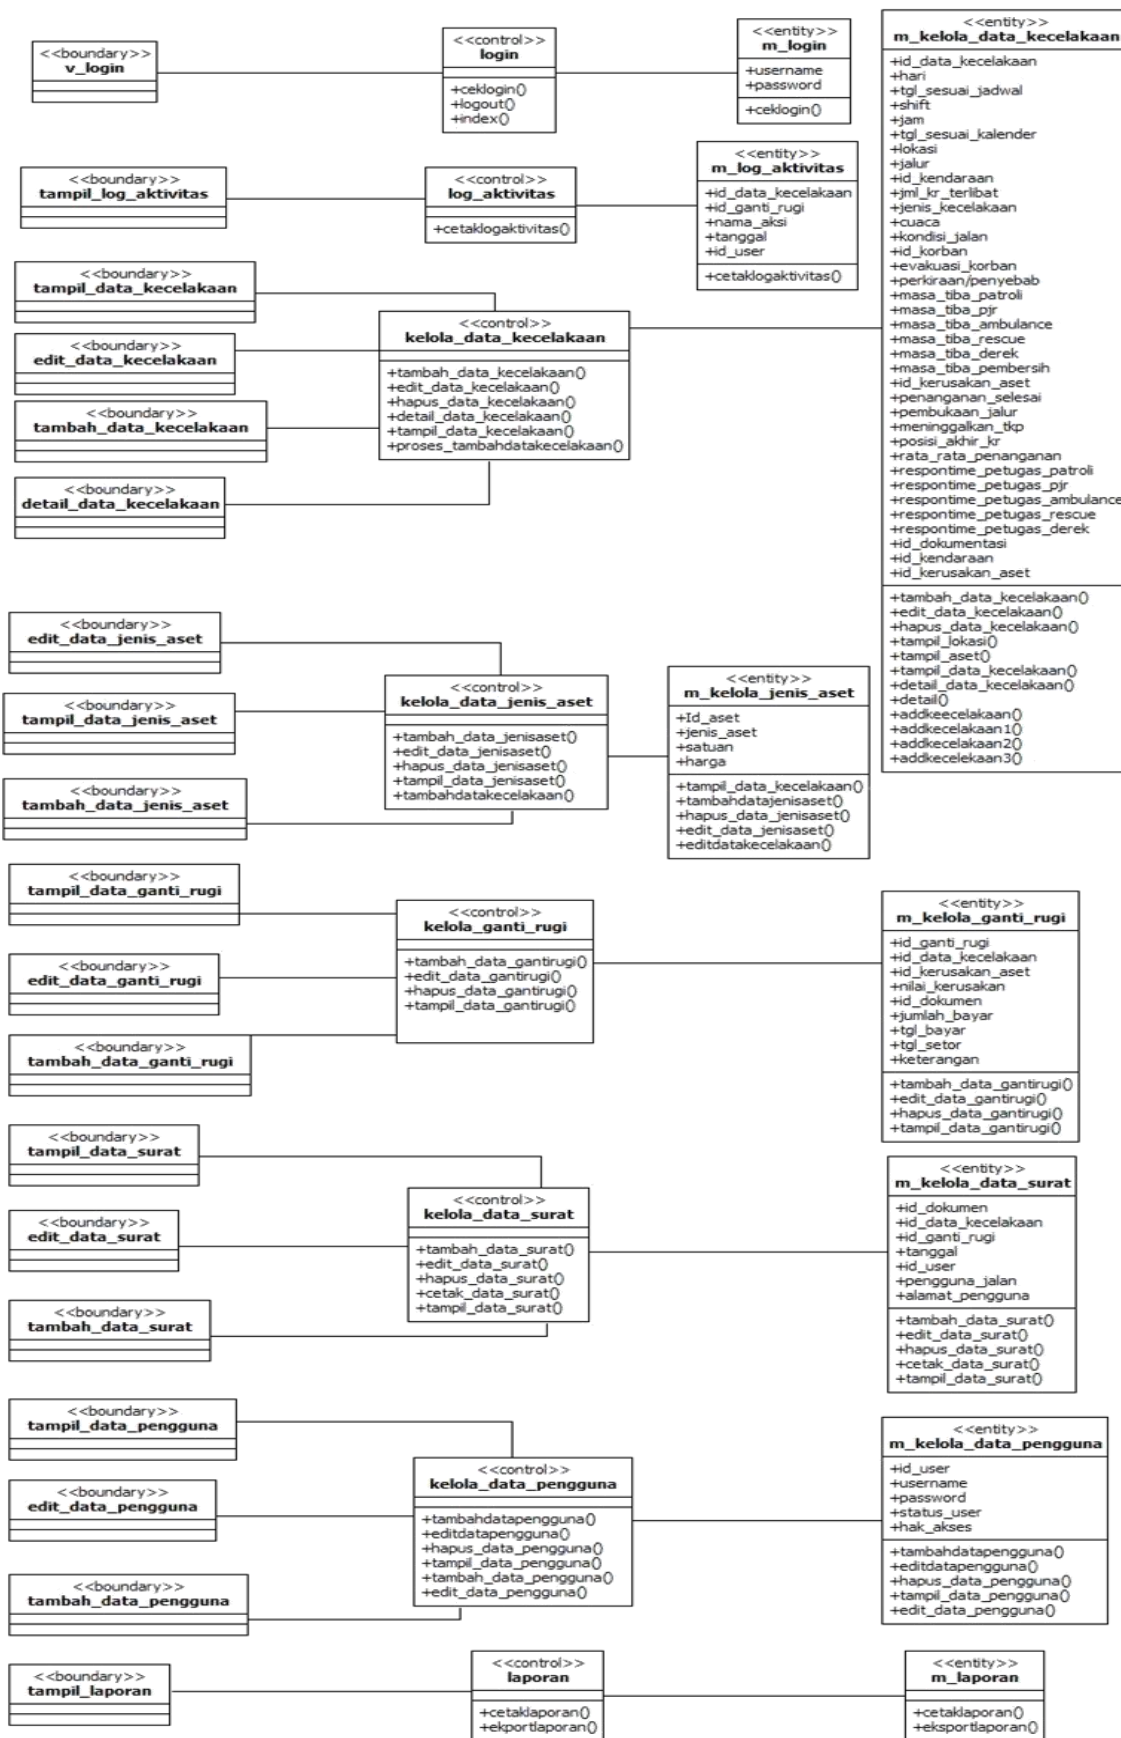 <<boundary>>
v_login
<<control>>
login
+ceklogin()
+logout()
+index()
<<entity>>
m_login
+username
+password
+ceklogin()
<<entity>>
m_kelola_data_kecelakaan
+id_data_kecelakaan
+hari
+tgl_sesuai_jadwal
+shift
+jam
+tgl_sesuai_kalender
+lokasi
+jalur
+id_kendaraan
+jml_kr_terlibat
+jenis_kecelakaan
+cuaca
+kondisi_jalan
+id_korban
+evakuasi_korban
+perkiraan/penyebab
+masa_tiba_patroli
+masa_tiba_pjr
+masa_tiba_ambulance
+masa_tiba_rescue
+masa_tiba_derek
+masa_tiba_pembersih
+id_kerusakan_aset
+penanganan_selesai
+pembukaan_jalur
+meninggalkan_tkp
+posisi_akhir_kr
+rata_rata_penanganan
+respontime_petugas_patroli
+respontime_petugas_pjr
+respontime_petugas_ambulance
+respontime_petugas_rescue
+respontime_petugas_derek
+id_dokumentasi
+id_kendaraan
+id_kerusakan_aset
+tambah_data_kecelakaan()
+edit_data_kecelakaan()
+hapus_data_kecelakaan()
+tampil_lokasi()
+tampil_aset()
+tampil_data_kecelakaan()
+detail_data_kecelakaan()
+detail()
+addkeecelakaan()
+addkecelakaan1()
+addkecelakaan2()
+addkecelekaan3()
<<boundary>>
tampil_log_aktivitas
<<control>>
log_aktivitas
+cetaklogaktivitas()
<<entity>>
m_log_aktivitas
+id_data_kecelakaan
+id_ganti_rugi
+nama_aksi
+tanggal
+id_user
+cetaklogaktivitas()
<<boundary>>
tampil_data_kecelakaan
<<boundary>>
edit_data_kecelakaan
<<boundary>>
tambah_data_kecelakaan
<<boundary>>
detail_data_kecelakaan
<<control>>
kelola_data_kecelakaan
+tambah_data_kecelakaan()
+edit_data_kecelakaan()
+hapus_data_kecelakaan()
+detail_data_kecelakaan()
+tampil_data_kecelakaan()
+proses_tambahdatakecelakaan()
<<boundary>>
edit_data_jenis_aset
<<boundary>>
tampil_data_jenis_aset
<<boundary>>
tambah_data_jenis_aset
<<control>>
kelola_data_jenis_aset
+tambah_data_jenisaset()
+edit_data_jenisaset()
+hapus_data_jenisaset()
+tampil_data_jenisaset()
+tambahdatakecelakaan()
<<entity>>
m_kelola_jenis_aset
+Id_aset
+jenis_aset
+satuan
+harga
+tampil_data_kecelakaan()
+tambahdatajenisaset()
+hapus_data_jenisaset()
+edit_data_jenisaset()
+editdatakecelakaan()
<<boundary>>
tampil_data_ganti_rugi
<<boundary>>
edit_data_ganti_rugi
<<boundary>>
tambah_data_ganti_rugi
<<control>>
kelola_ganti_rugi
+tambah_data_gantirugi()
+edit_data_gantirugi()
+hapus_data_gantirugi()
+tampil_data_gantirugi()
<<entity>>
m_kelola_ganti_rugi
+id_ganti_rugi
+id_data_kecelakaan
+id_kerusakan_aset
+nilai_kerusakan
+id_dokumen
+jumlah_bayar
+tgl_bayar
+tgl_setor
+keterangan
+tambah_data_gantirugi()
+edit_data_gantirugi()
+hapus_data_gantirugi()
+tampil_data_gantirugi()
<<boundary>>
tampil_data_surat
<<boundary>>
edit_data_surat
<<boundary>>
tambah_data_surat
<<control>>
kelola_data_surat
+tambah_data_surat()
+edit_data_surat()
+hapus_data_surat()
+cetak_data_surat()
+tampil_data_surat()
<<entity>>
m_kelola_data_surat
+id_dokumen
+id_data_kecelakaan
+id_ganti_rugi
+tanggal
+id_user
+pengguna_jalan
+alamat_pengguna
+tambah_data_surat()
+edit_data_surat()
+hapus_data_surat()
+cetak_data_surat()
+tampil_data_surat()
<<boundary>>
tampil_data_pengguna
<<boundary>>
edit_data_pengguna
<<boundary>>
tambah_data_pengguna
<<control>>
kelola_data_pengguna
+tambahdatapengguna()
+editdatapengguna()
+hapus_data_pengguna()
+tampil_data_pengguna()
+tambah_data_pengguna()
+edit_data_pengguna()
<<entity>>
m_kelola_data_pengguna
+id_user
+username
+password
+status_user
+hak_akses
+tambahdatapengguna()
+editdatapengguna()
+hapus_data_pengguna()
+tampil_data_pengguna()
+edit_data_pengguna()
<<boundary>>
tampil_laporan
<<control>>
laporan
+cetaklaporan()
+ekportlaporan()
<<entity>>
m_laporan
+cetaklaporan()
+eksportlaporan()